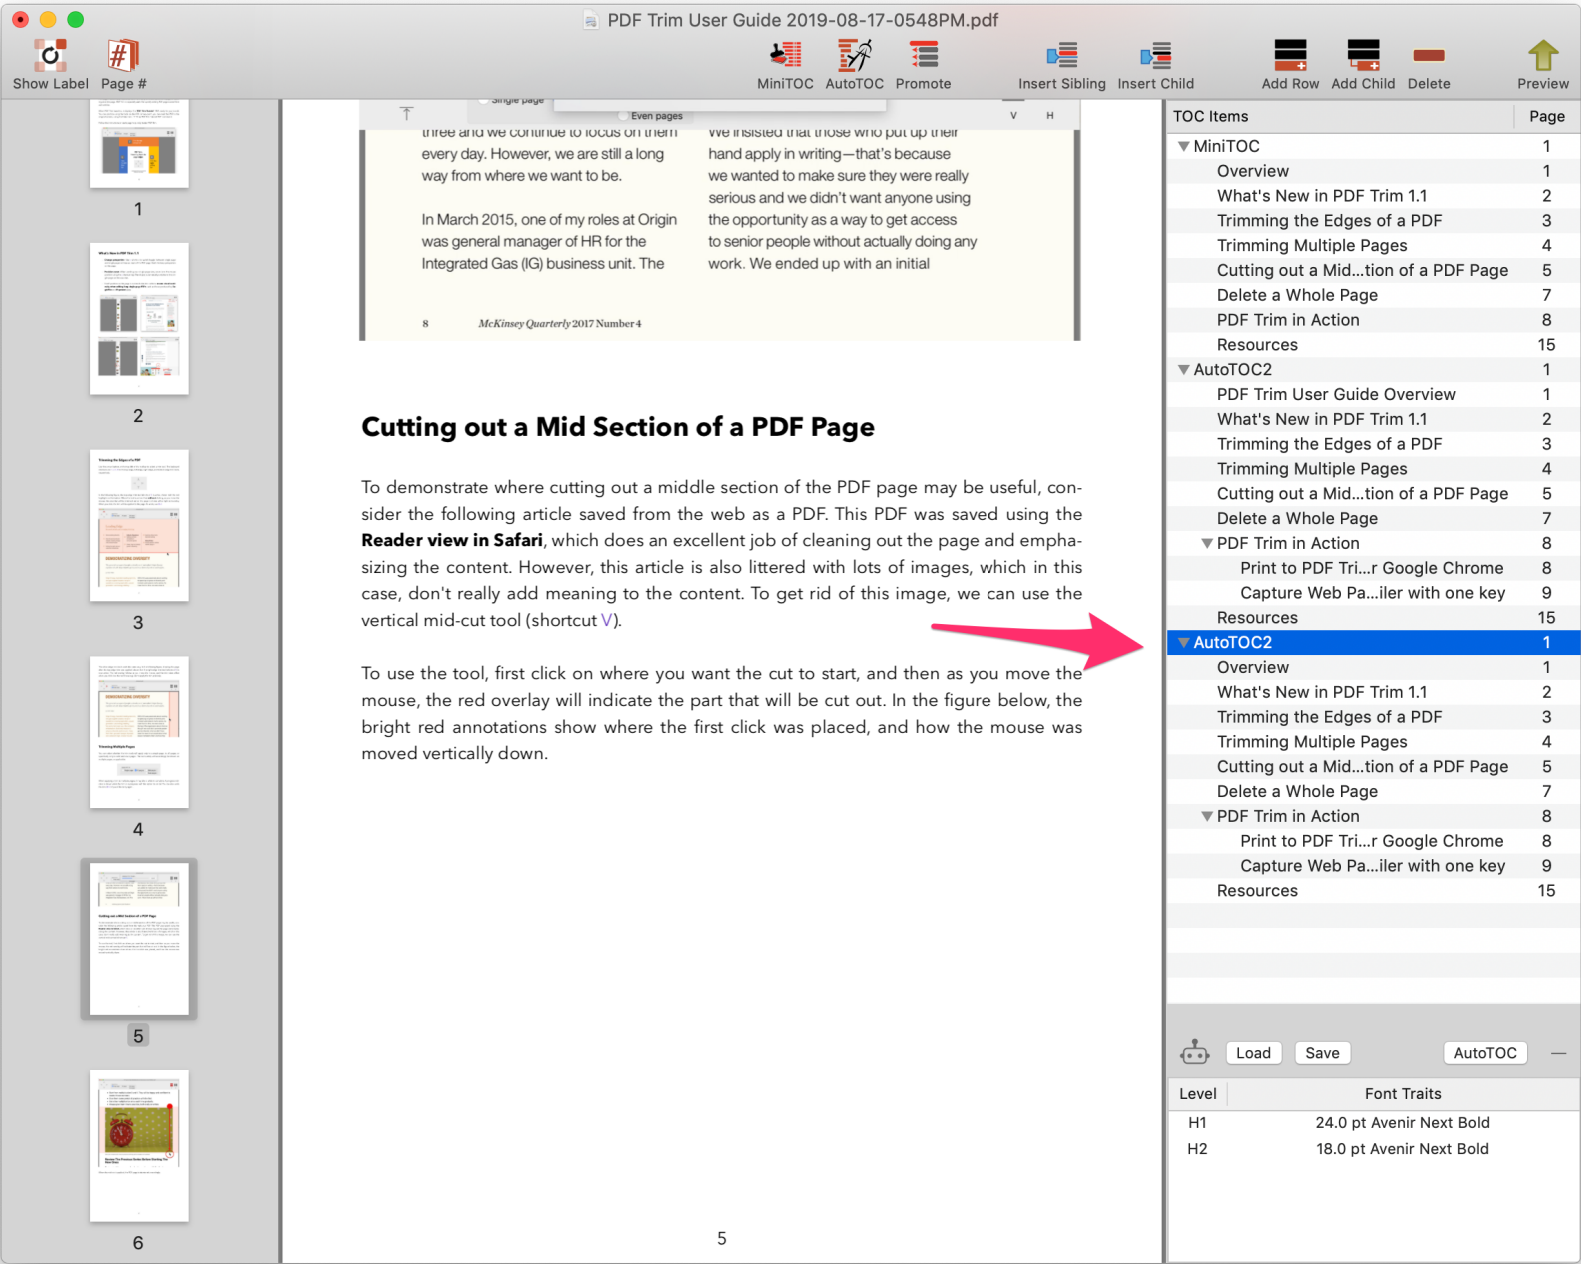 PDF Trim User Guide 2019-08-17-0548PM.pdf
Show Label
Page #
MiniTOC
AutoTOC
Promote
Insert Sibling
Insert Child
Add Row
Add Child
Delete
Preview
1
2
3
4
5
6
Single page
Even pages
V
H
three and we continue to focus on them
every day. However, we are still a long
way from where we want to be.
In March 2015, one of my roles at Origin
was general manager of HR for the
Integrated Gas (IG) business unit. The
We insisted that those who put up their
hand apply in writing—that's because
we wanted to make sure they were really
serious and we didn't want anyone using
the opportunity as a way to get access
to senior people without actually doing any
work. We ended up with an initial
8 McKinsey Quarterly 2017 Number 4
Cutting out a Mid Section of a PDF Page
To demonstrate where cutting out a middle section of the PDF page may be useful, con-
sider the following article saved from the web as a PDF. This PDF was saved using the
Reader view in Safari, which does an excellent job of cleaning out the page and empha-
sizing the content. However, this article is also littered with lots of images, which in this
case, don't really add meaning to the content. To get rid of this image, we can use the
vertical mid-cut tool (shortcut V).
To use the tool, first click on where you want the cut to start, and then as you move the
mouse, the red overlay will indicate the part that will be cut out. In the figure below, the
bright red annotations show where the first click was placed, and how the mouse was
moved vertically down.
5
TOC Items Page
MiniTOC 1
Overview 1
What's New in PDF Trim 1.1 2
Trimming the Edges of a PDF 3
Trimming Multiple Pages 4
Cutting out a Mid...tion of a PDF Page 5
Delete a Whole Page 7
PDF Trim in Action 8
Resources 15
AutoTOC2 1
PDF Trim User Guide Overview 1
What's New in PDF Trim 1.1 2
Trimming the Edges of a PDF 3
Trimming Multiple Pages 4
Cutting out a Mid...tion of a PDF Page 5
Delete a Whole Page 7
PDF Trim in Action 8
Print to PDF Tri...r Google Chrome 8
Capture Web Pa...iler with one key 9
Resources 15
AutoTOC2 1
Overview 1
What's New in PDF Trim 1.1 2
Trimming the Edges of a PDF 3
Trimming Multiple Pages 4
Cutting out a Mid...tion of a PDF Page 5
Delete a Whole Page 7
PDF Trim in Action 8
Print to PDF Tri...r Google Chrome 8
Capture Web Pa...iler with one key 9
Resources 15
Load
Save
AutoTOC
Level Font Traits
H1 24.0 pt Avenir Next Bold
H2 18.0 pt Avenir Next Bold